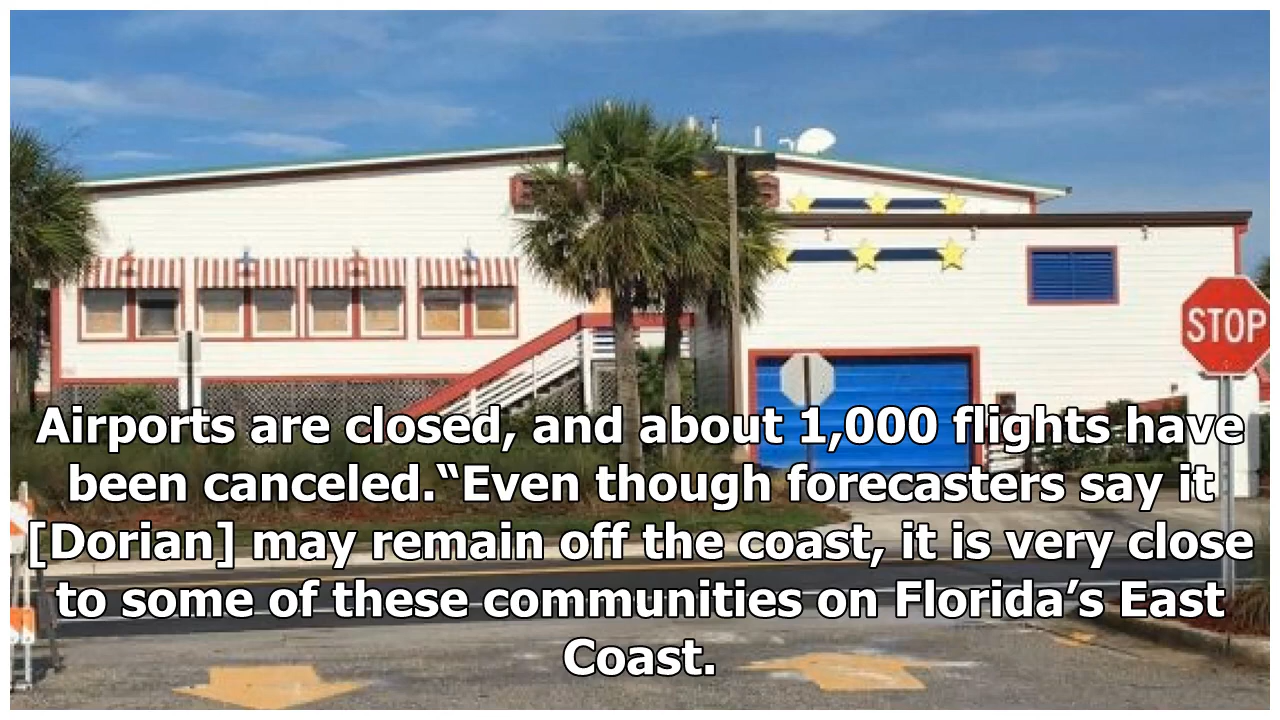 STOP
Airports are closed, and about 1,000 flights have
been canceled.“Even though forecasters say it
[Dorian] may remain off the coast, it is very close
to some of these communities on Florida’s East
Coast.